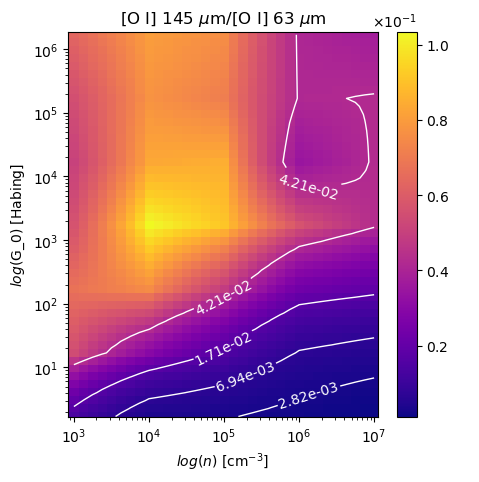 [O I] 145 μm/[O I] 63 μm
×10⁻¹
10⁶
10⁵
10⁴
10³
10²
10¹
log(G_0) [Habing]
4.21e-02
4.21e-02
1.71e-02
6.94e-03
2.82e-03
10³
10⁴
10⁵
10⁶
10⁷
log(n) [cm⁻³]
1.0
0.8
0.6
0.4
0.2